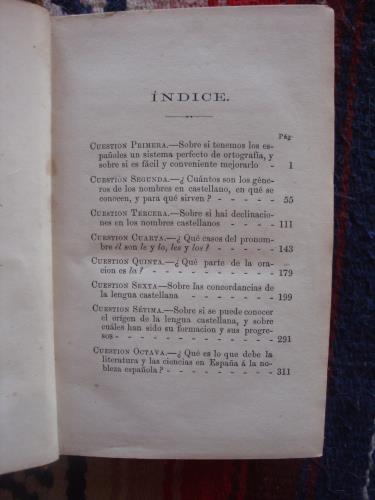 ÍNDICE.
Pág
CUESTION PRIMERA.—Sobre si tenemos los es-
pañoles un sistema perfecto de ortografía, y
sobre si es fácil y conveniente mejorarlo - 1
CUESTION SEGUNDA.—¿Cuántos son los géne-
ros de los nombres en castellano, en qué se
conocen, y para qué sirven? - - - - - 55
CUESTION TERCERA.—Sobre si hai declinacio-
nes en los nombres castellanos - - - - 111
CUESTION CUARTA.—¿Qué casos del pronom-
bre él son le y lo, les y los? - - - - - 143
CUESTION QUINTA.—¿Qué parte de la ora-
cion es la? - - - - - - - - - 179
CUESTION SEXTA—Sobre las concordancias de
la lengua castellana - - - - - - - 199
CUESTION SÉTIMA.—Sobre si se puede conocer
el orígen de la lengua castellana, y sobre
cuáles han sido su formacion y sus progre-
sos - - - - - - - - - - - - 291
CUESTION OCTAVA.—¿Qué es lo que debe la
literatura y las ciencias en España á la no-
bleza española? - - - - - - - - 311